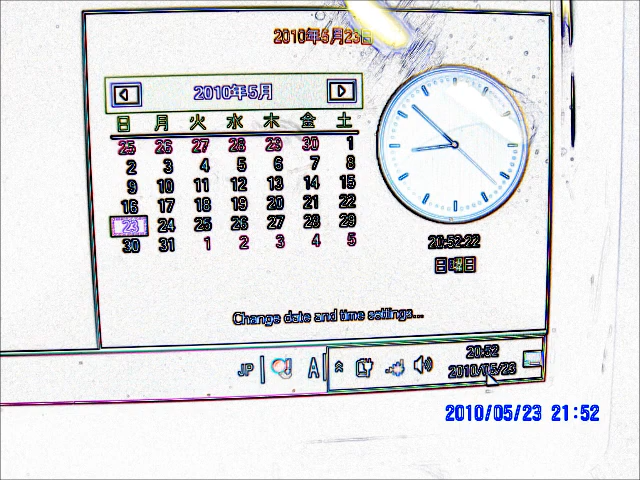 2010年5月23日
2010年5月
日 月 火 水 木 金 土
25 26 27 28 29 30 1
2 3 4 5 6 7 8
9 10 11 12 13 14 15
16 17 18 19 20 21 22
23 24 25 26 27 28 29
30 31 1 2 3 4 5
20:52:22
日曜日
Change date and time settings...
JP A 20:52
2010/05/23
2010/05/23 21:52